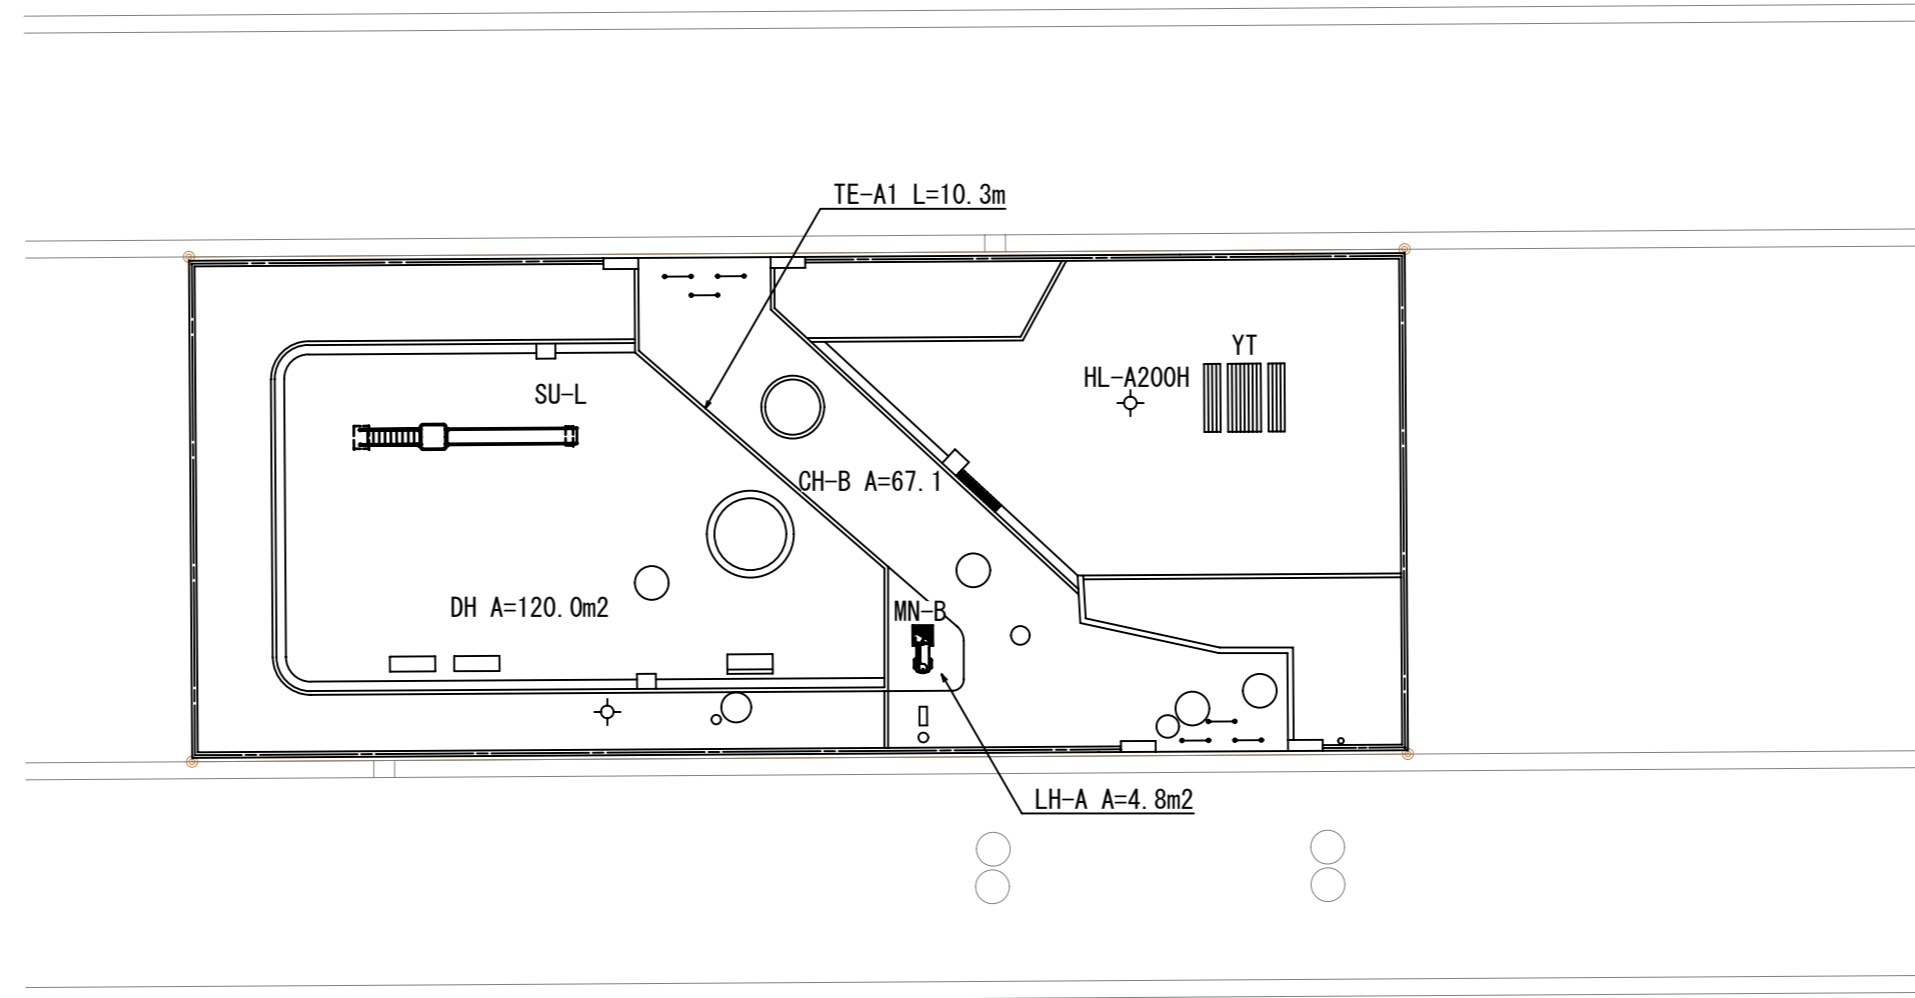 TE-A1 L=10.3m
YT
HL-A200H
SU-L
CH-B A=67.1
DH A=120.0m2
MN-B
LH-A A=4.8m2